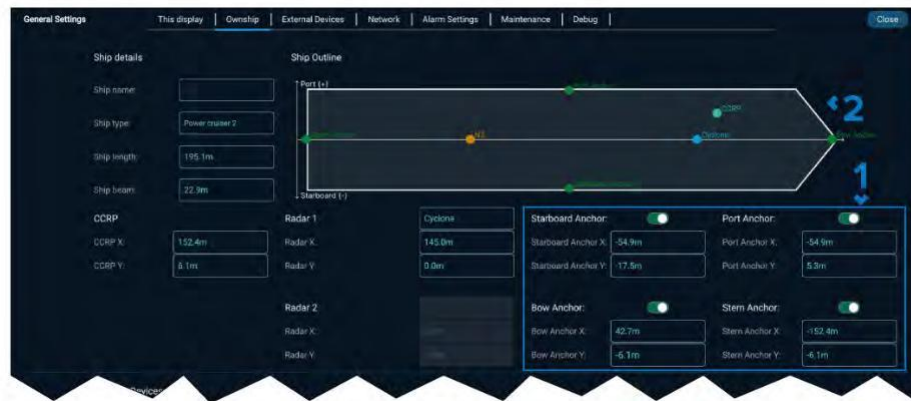 General Settings
This display
Ownship
External Devices
Network
Alarm Settings
Maintenance
Debug
Close
Ship details
Ship Outline
Ship name:
Ship type:
Power cruiser 2
Ship length:
195.1m
Ship beam:
22.9m
Port (+)
CCRP
Cyclone
Bow Anchor
Starboard (-)
2
1
CCRP
CCRP X:
152.4m
CCRP Y:
6.1m
Radar 1
Cyclone
Radar X:
145.0m
Radar Y:
0.0m
Radar 2
Radar X:
Radar Y:
Starboard Anchor:
Starboard Anchor X:
-54.9m
Starboard Anchor Y:
-17.5m
Port Anchor:
Port Anchor X:
-54.9m
Port Anchor Y:
5.3m
Bow Anchor:
Bow Anchor X:
42.7m
Bow Anchor Y:
-6.1m
Stern Anchor:
Stern Anchor X:
-152.4m
Stern Anchor Y:
-6.1m
Devices